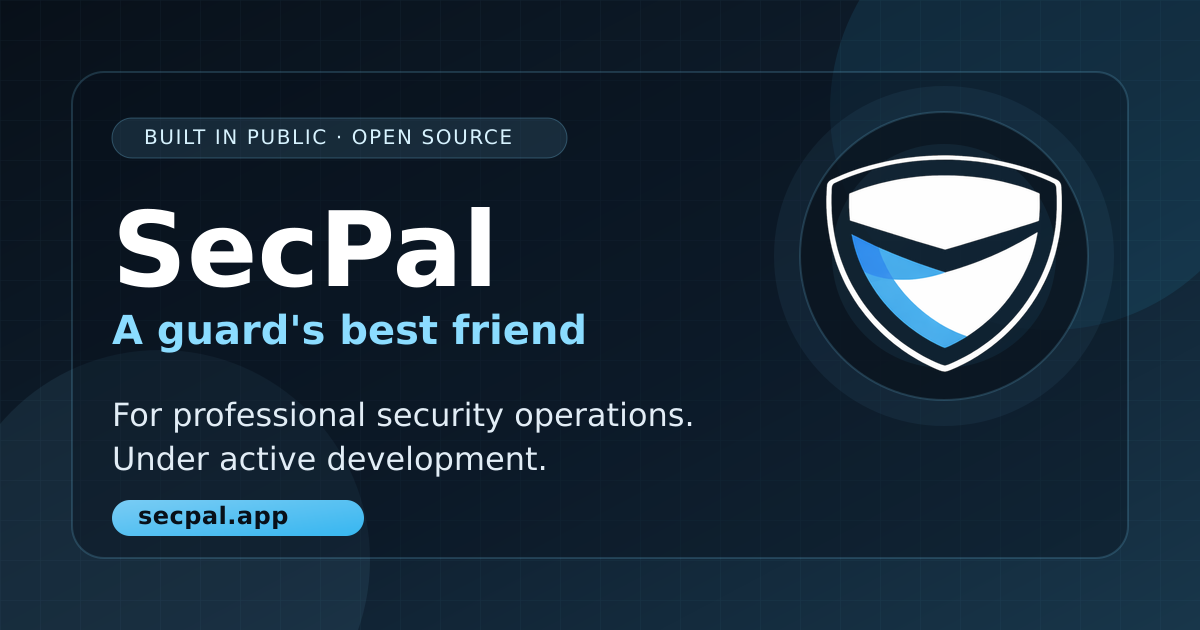 BUILT IN PUBLIC · OPEN SOURCE
SecPal
A guard's best friend
For professional security operations.
Under active development.
secpal.app